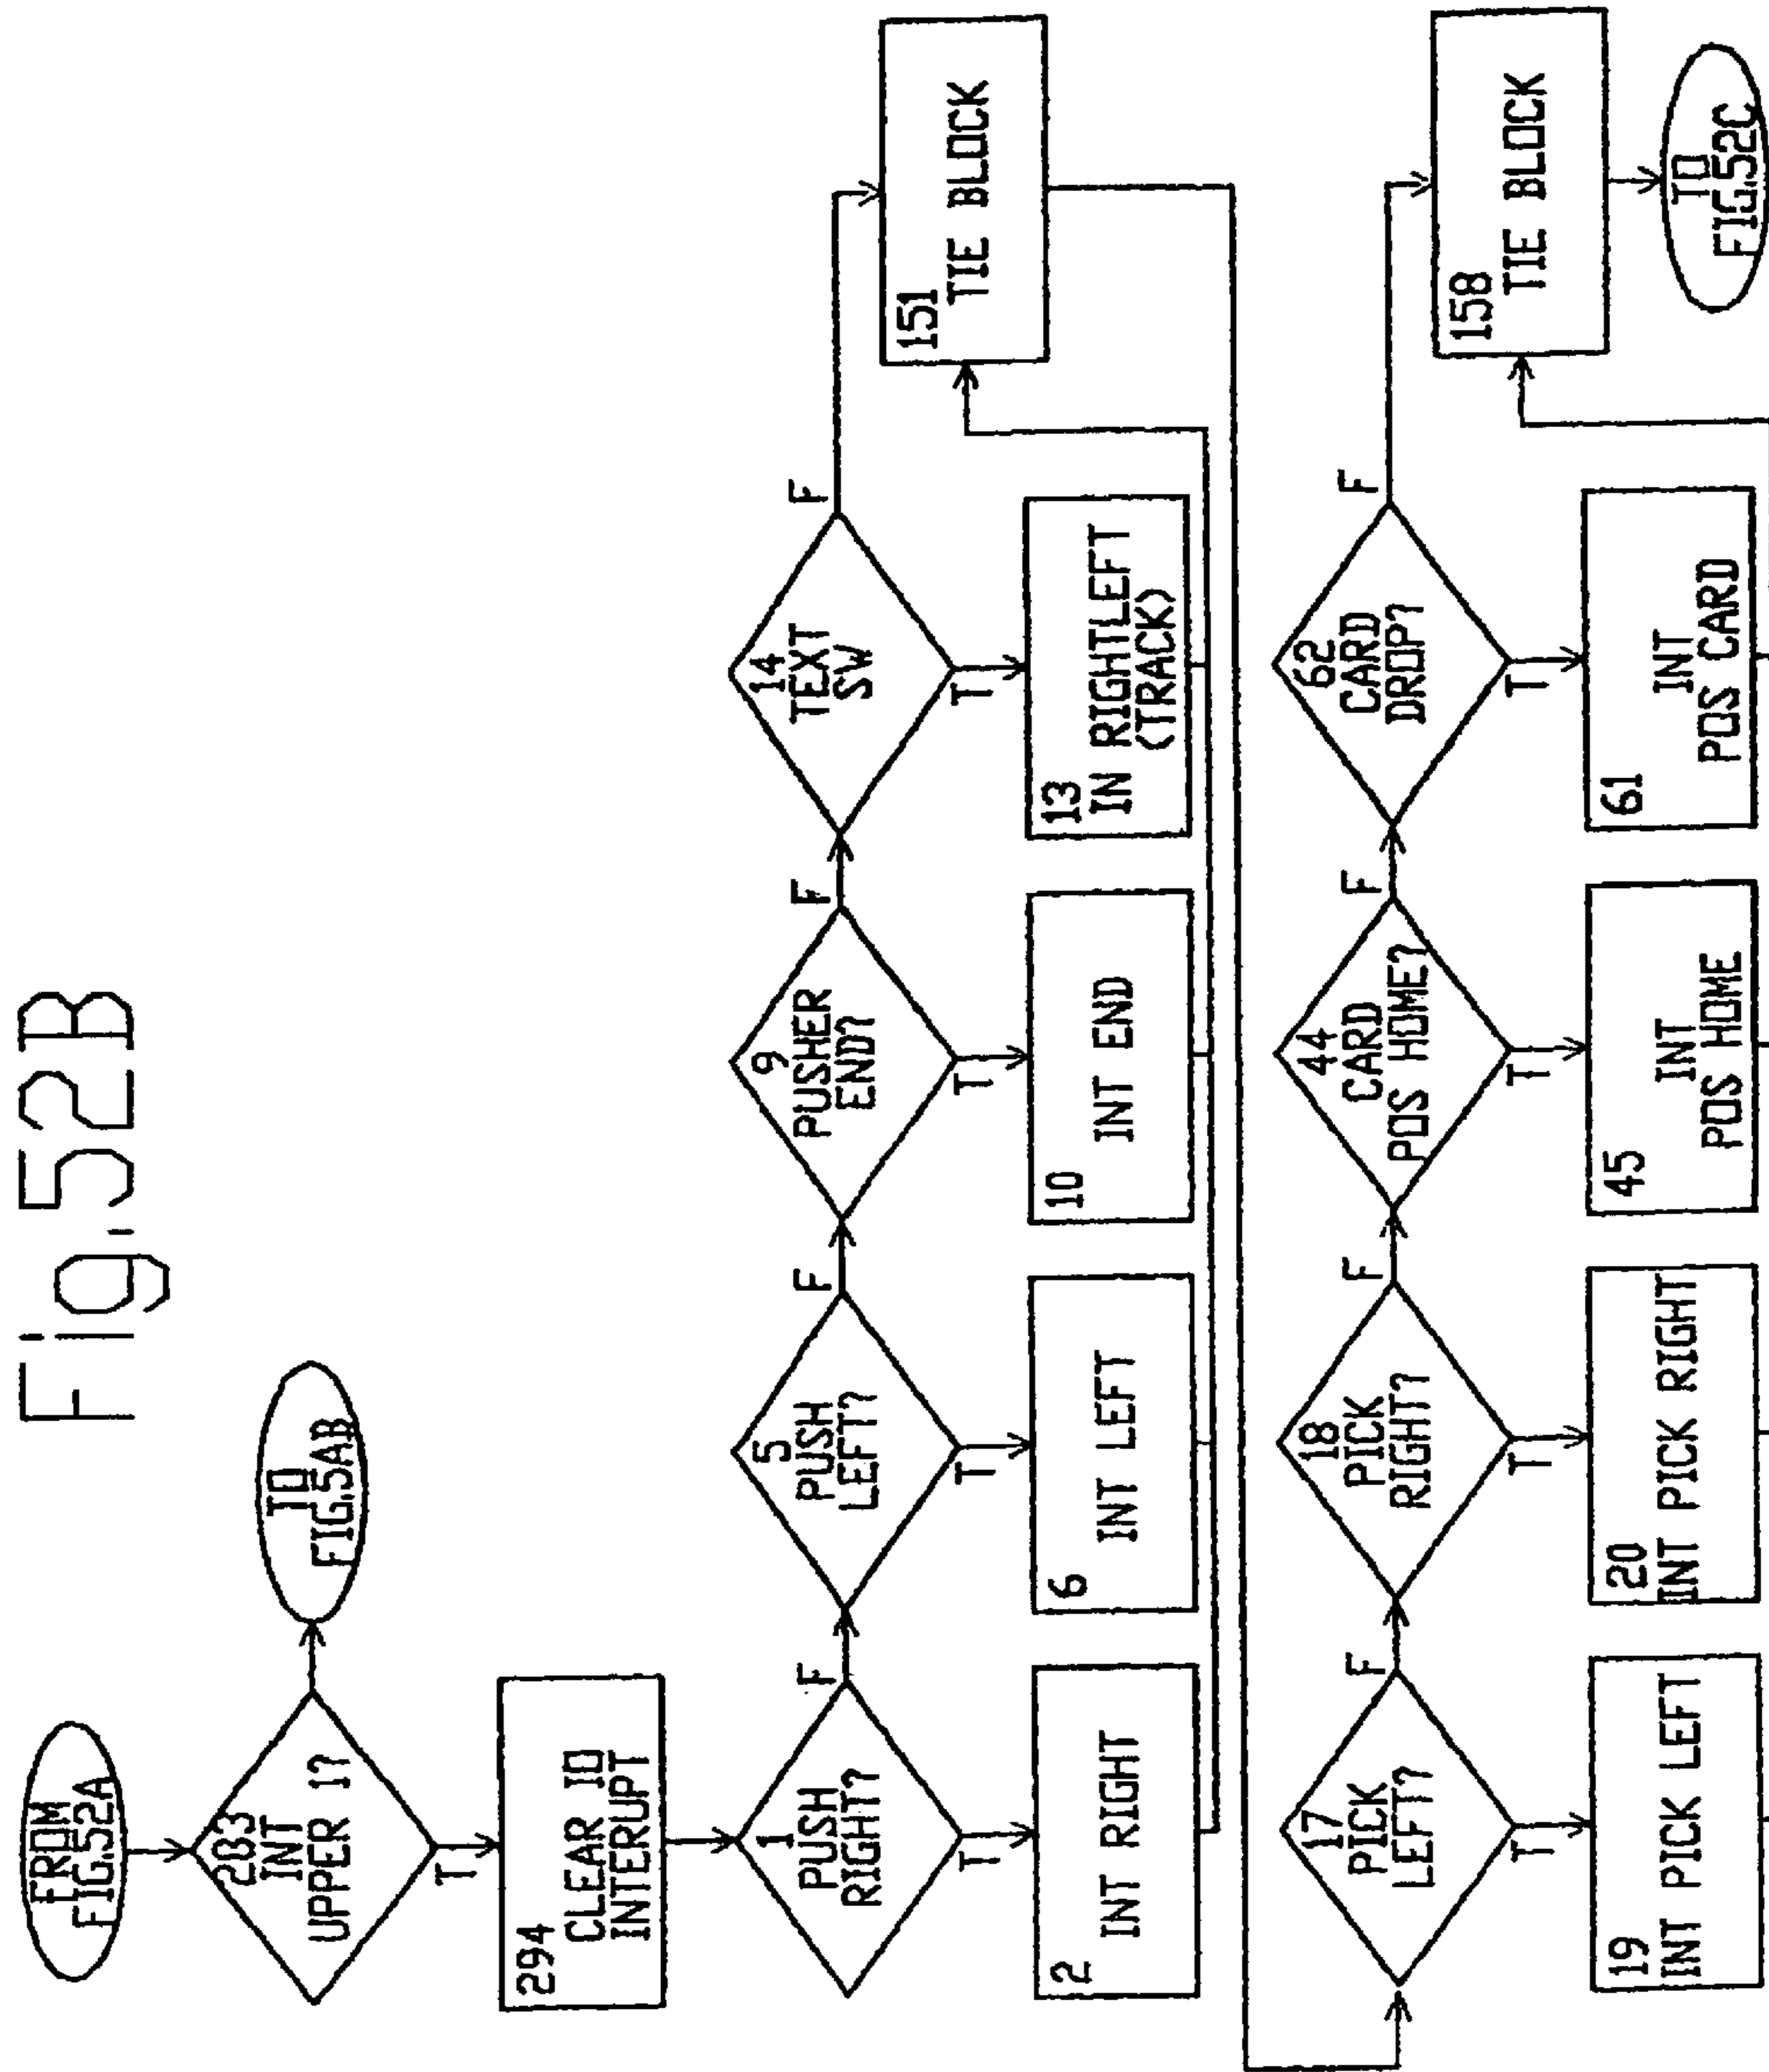 Fig.52B
FROM
FIG.52A
283
INT
UPPER 1?
TO
FIG.5AB
T
294
CLEAR IO
INTERUPT
1
PUSH
RIGHT?
F
T
2
INT RIGHT
5
PUSH
LEFT?
F
T
6
INT LEFT
9
PUSHER
END?
F
T
10
INT END
14
TEXT
SW
F
T
13
IN RIGHTLEFT
(TRACK)
151
TIE BLOCK
17
PICK
LEFT?
F
T
19
INT PICK LEFT
18
PICK
RIGHT?
F
T
20
INT PICK RIGHT
44
CARD
POS HOME?
F
T
45
INT
POS HOME
62
CARD
DROP?
F
T
61
INT
POS CARD
158
TIE BLOCK
TO
FIG.52C